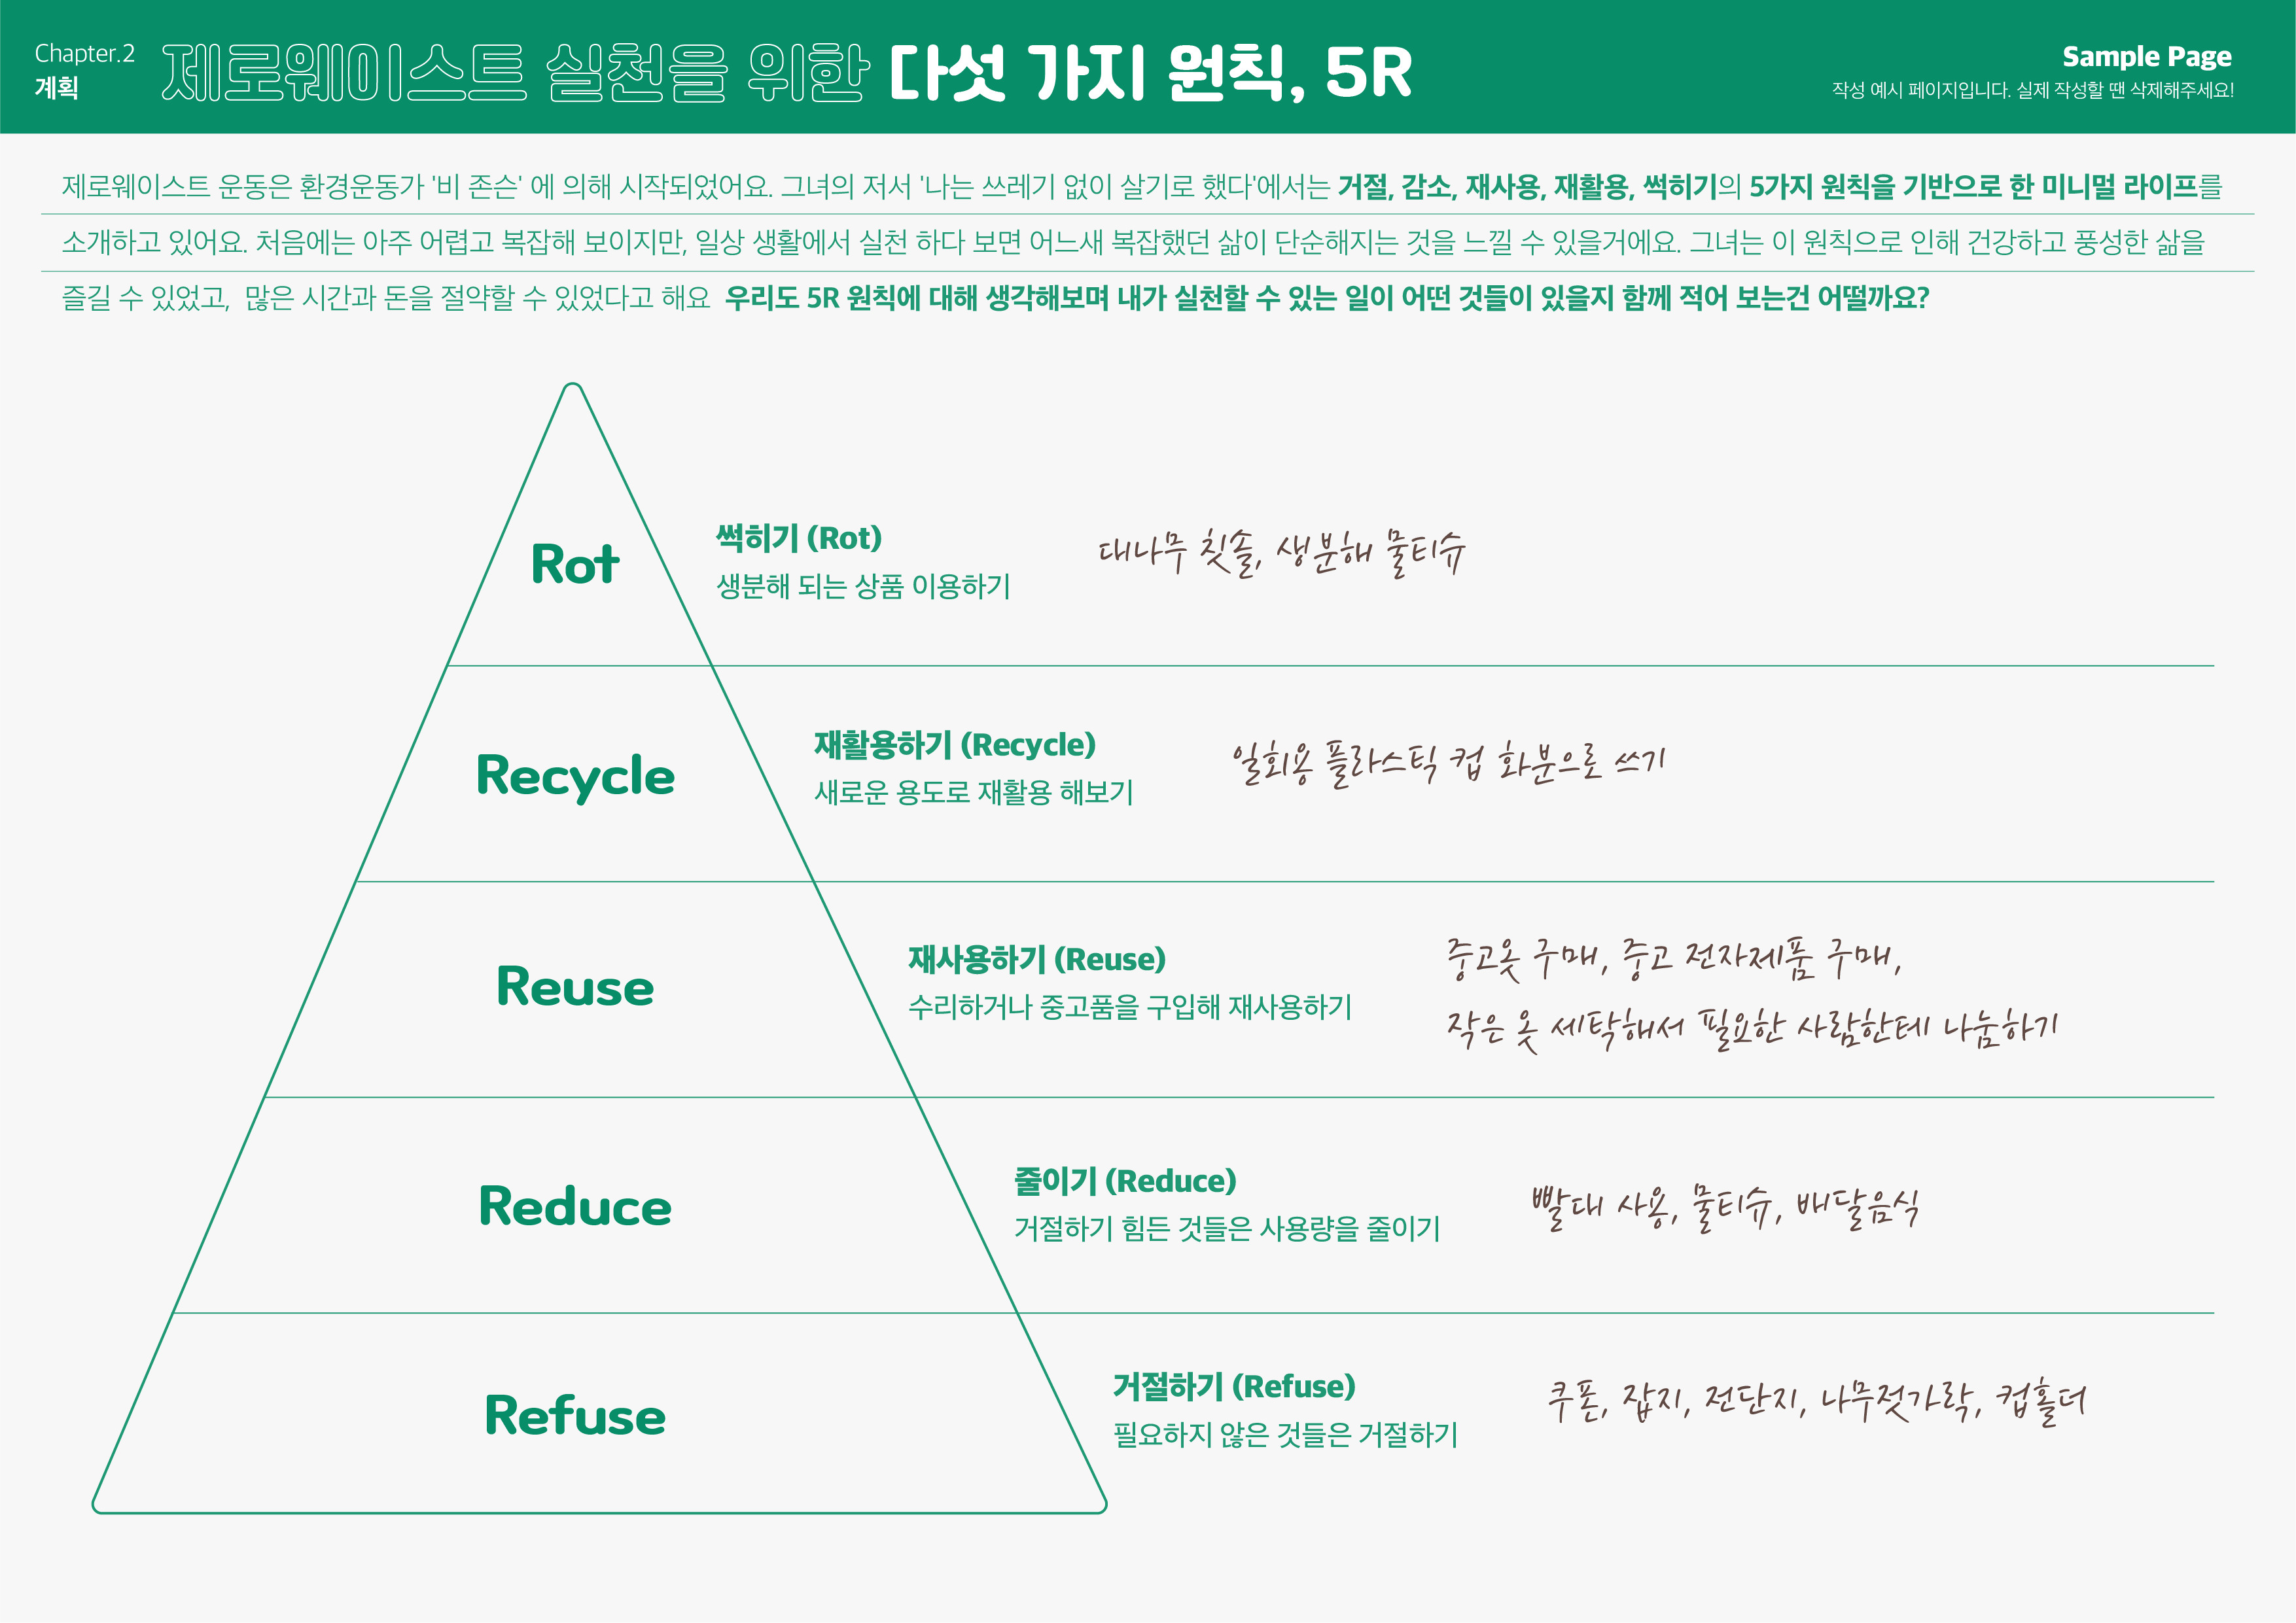 Chapter.2
계획
제로웨이스트 실천을 위한 다섯 가지 원칙, 5R
Sample Page
작성 예시 페이지입니다. 실제 작성할 땐 삭제해주세요!
제로웨이스트 운동은 환경운동가 '비 존슨' 에 의해 시작되었어요. 그녀의 저서 '나는 쓰레기 없이 살기로 했다'에서는 거절, 감소, 재사용, 재활용, 썩히기의 5가지 원칙을 기반으로 한 미니멀 라이프를
소개하고 있어요. 처음에는 아주 어렵고 복잡해 보이지만, 일상 생활에서 실천 하다 보면 어느새 복잡했던 삶이 단순해지는 것을 느낄 수 있을거에요. 그녀는 이 원칙으로 인해 건강하고 풍성한 삶을
즐길 수 있었고, 많은 시간과 돈을 절약할 수 있었다고 해요 우리도 5R 원칙에 대해 생각해보며 내가 실천할 수 있는 일이 어떤 것들이 있을지 함께 적어 보는건 어떨까요?
Rot
썩히기 (Rot)
생분해 되는 상품 이용하기
대나무 칫솔, 생분해 물티슈
Recycle
재활용하기 (Recycle)
새로운 용도로 재활용 해보기
일회용 플라스틱 컵 화분으로 쓰기
Reuse
재사용하기 (Reuse)
수리하거나 중고품을 구입해 재사용하기
중고옷 구매, 중고 전자제품 구매,
작은 옷 세탁해서 필요한 사람한테 나눔하기
Reduce
줄이기 (Reduce)
거절하기 힘든 것들은 사용량을 줄이기
빨대 사용, 물티슈, 배달음식
Refuse
거절하기 (Refuse)
필요하지 않은 것들은 거절하기
쿠폰, 잡지, 전단지, 나무젓가락, 컵홀더